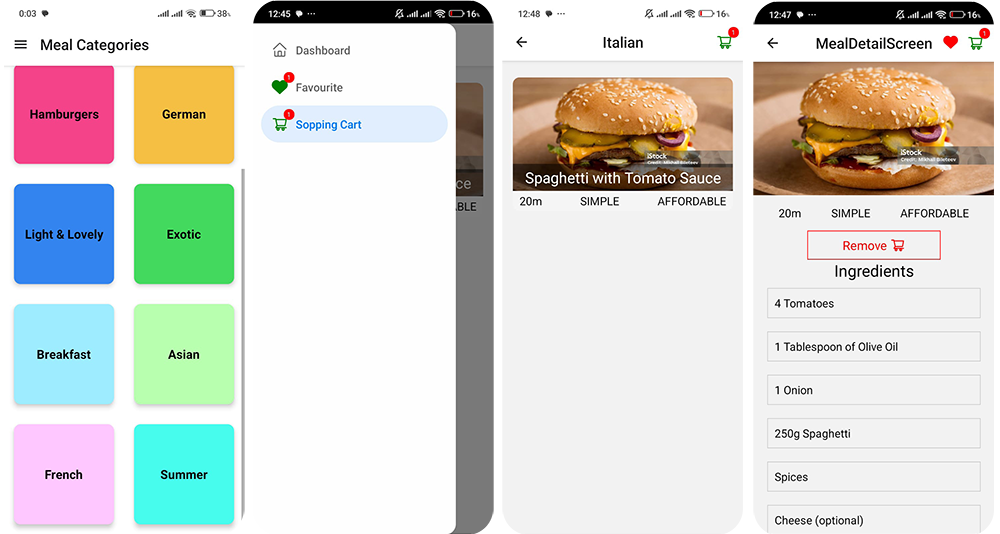 0:03
38%
Meal Categories
Hamburgers
German
Light & Lovely
Exotic
Breakfast
Asian
French
Summer
12:45
16%
Dashboard
1
Favourite
1
Sopping Cart
ce
BLE
12:48
16%
Italian
1
iStock
Credit: Mikhail Bileteev
Spaghetti with Tomato Sauce
20m SIMPLE AFFORDABLE
12:47
16%
MealDetailScreen
1
iStock
Credit: Mikhail Bileteev
20m SIMPLE AFFORDABLE
Remove
Ingredients
4 Tomatoes
1 Tablespoon of Olive Oil
1 Onion
250g Spaghetti
Spices
Cheese (optional)